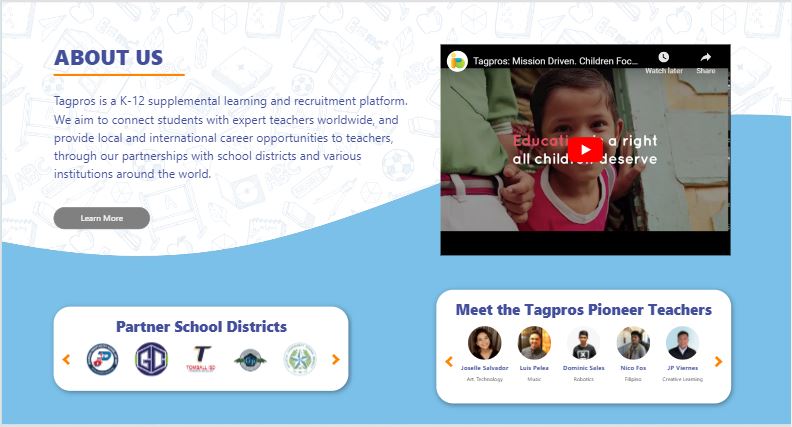 ABOUT US
Tagpros is a K-12 supplemental learning and recruitment platform.
We aim to connect students with expert teachers worldwide, and
provide local and international career opportunities to teachers,
through our partnerships with school districts and various
institutions around the world.
Learn More
Tagpros: Mission Driven. Children Foc...
Watch later
Share
is a right
all children deserve
Partner School Districts
GC
T
TOMBALL-ISD
Meet the Tagpros Pioneer Teachers
Joselle Salvador
Luis Pelea
Dominic Sales
Nico Fos
JP Viernes
Art, Technology
Music
Robotics
Filipino
Creative Learning